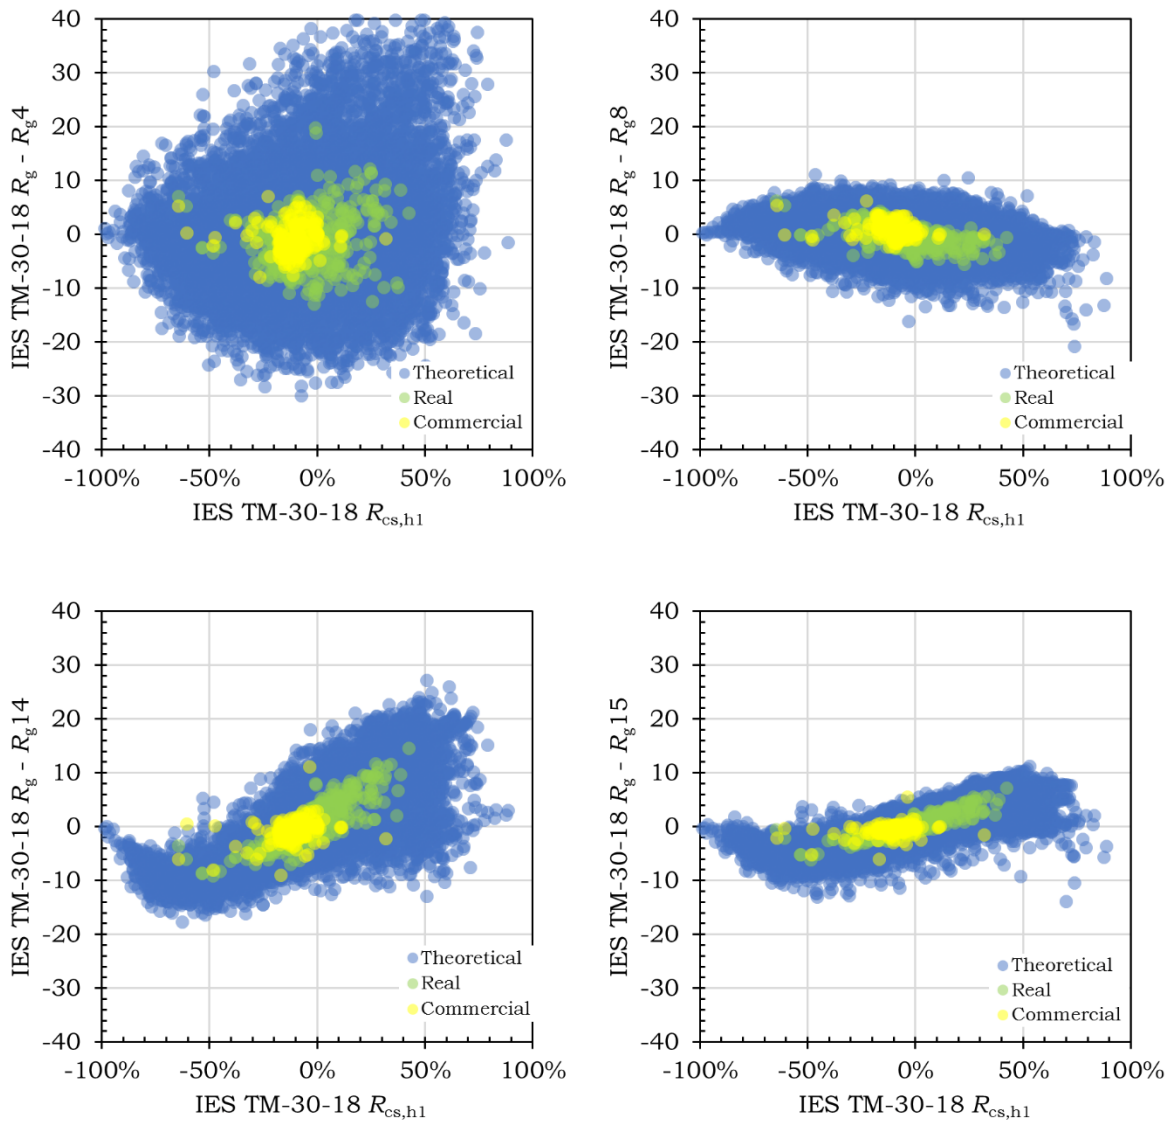 IES TM-30-18 Rg - Rg4
40
30
20
10
0
-10
-20
-30
-40
Theoretical
Real
Commercial
-100%
-50%
0%
50%
100%
IES TM-30-18 Rcs,h1
IES TM-30-18 Rg - Rg8
40
30
20
10
0
-10
-20
-30
-40
Theoretical
Real
Commercial
-100%
-50%
0%
50%
100%
IES TM-30-18 Rcs,h1
IES TM-30-18 Rg - Rg14
40
30
20
10
0
-10
-20
-30
-40
Theoretical
Real
Commercial
-100%
-50%
0%
50%
100%
IES TM-30-18 Rcs,h1
IES TM-30-18 Rg - Rg15
40
30
20
10
0
-10
-20
-30
-40
Theoretical
Real
Commercial
-100%
-50%
0%
50%
100%
IES TM-30-18 Rcs,h1